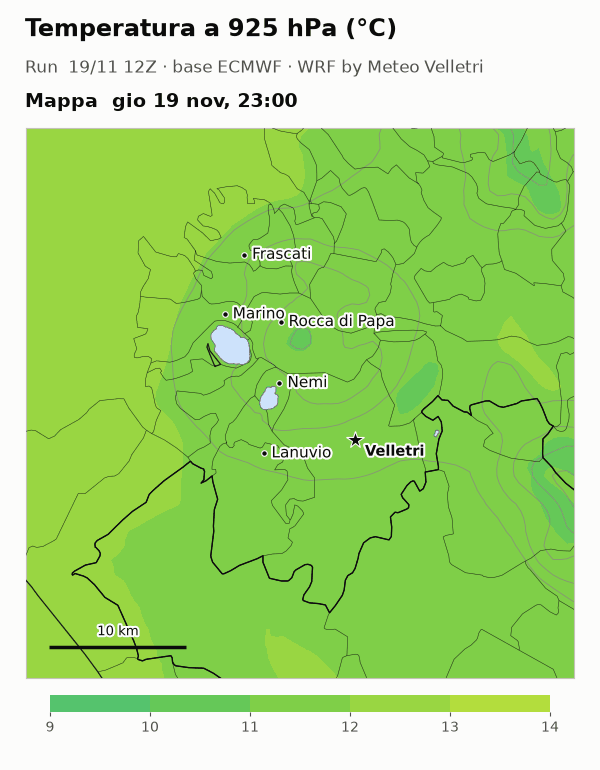 Temperatura a 925 hPa (°C)
Run  19/11 12Z · base ECMWF · WRF by Meteo Velletri
Mappa  gio 19 nov, 23:00
Frascati
Marino
Rocca di Papa
Nemi
Velletri
Lanuvio
10 km
9 10 11 12 13 14